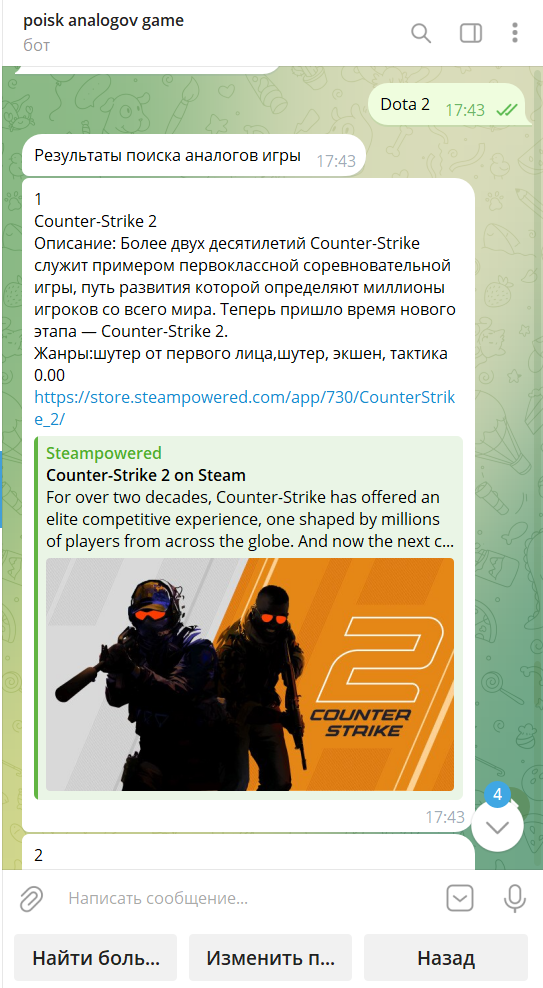 poisk analogov game
бот
Dota 2 17:43
Результаты поиска аналогов игры 17:43
1
Counter-Strike 2
Описание: Более двух десятилетий Counter-Strike
служит примером первоклассной соревновательной
игры, путь развития которой определяют миллионы
игроков со всего мира. Теперь пришло время нового
этапа — Counter-Strike 2.
Жанры:шутер от первого лица,шутер, экшен, тактика
0.00
https://store.steampowered.com/app/730/CounterStrik
e_2/
Steampowered
Counter-Strike 2 on Steam
For over two decades, Counter-Strike has offered an
elite competitive experience, one shaped by millions
of players from across the globe. And now the next c...
2
COUNTER
STRIKE
17:43
4
2
Написать сообщение...
Найти боль... Изменить п... Назад